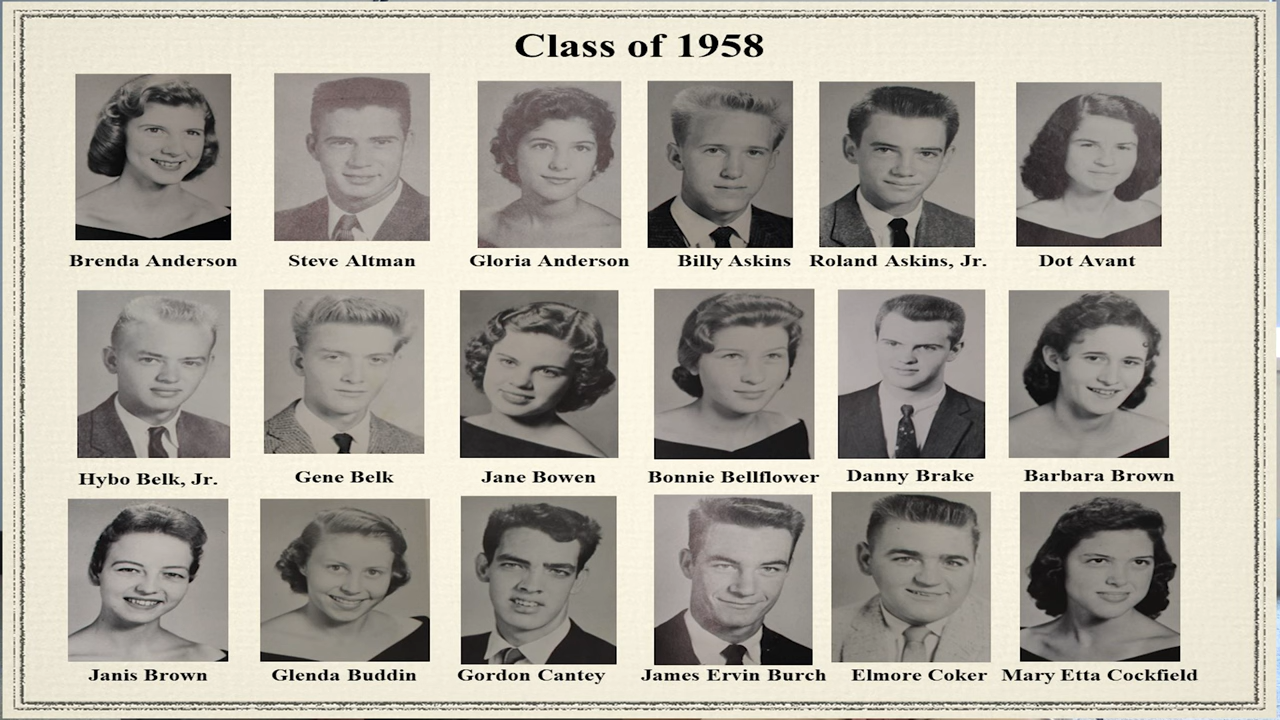 Class of 1958
Brenda Anderson
Steve Altman
Gloria Anderson
Billy Askins
Roland Askins, Jr.
Dot Avant
Hybo Belk, Jr.
Gene Belk
Jane Bowen
Bonnie Bellflower
Danny Brake
Barbara Brown
Janis Brown
Glenda Buddin
Gordon Cantey
James Ervin Burch
Elmore Coker
Mary Etta Cockfield